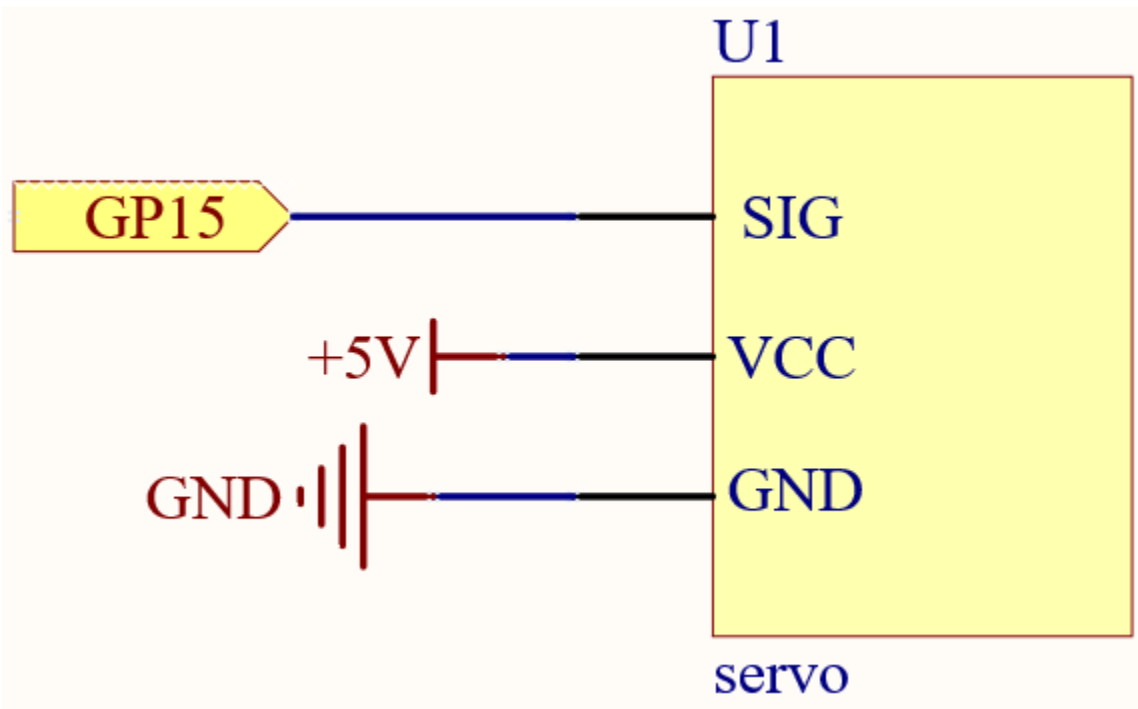 U1
GP15
SIG
+5V
VCC
GND
GND
servo